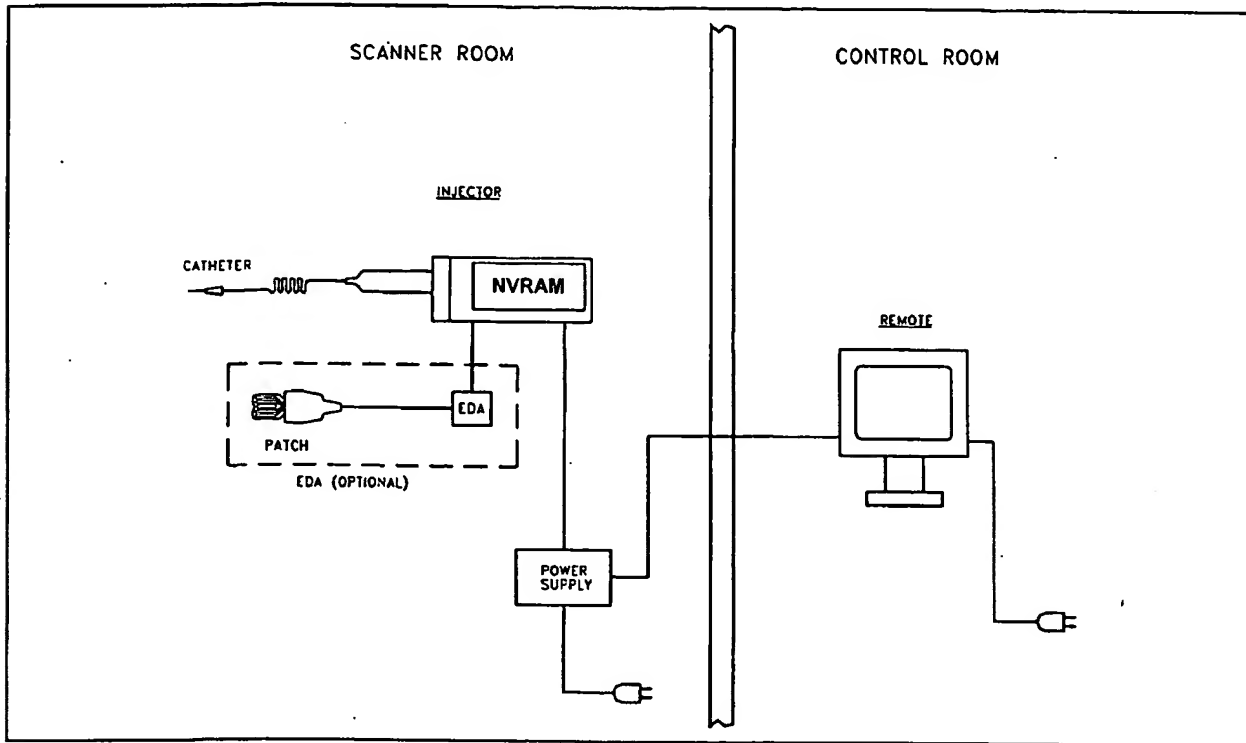 SCANNER ROOM
CONTROL ROOM
INJECTOR
CATHETER
NVRAM
REMOTE
EDA
PATCH
EDA (OPTIONAL)
POWER
SUPPLY